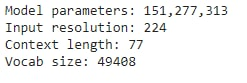 Model parameters: 151,277,313
Input resolution: 224
Context length: 77
Vocab size: 49408